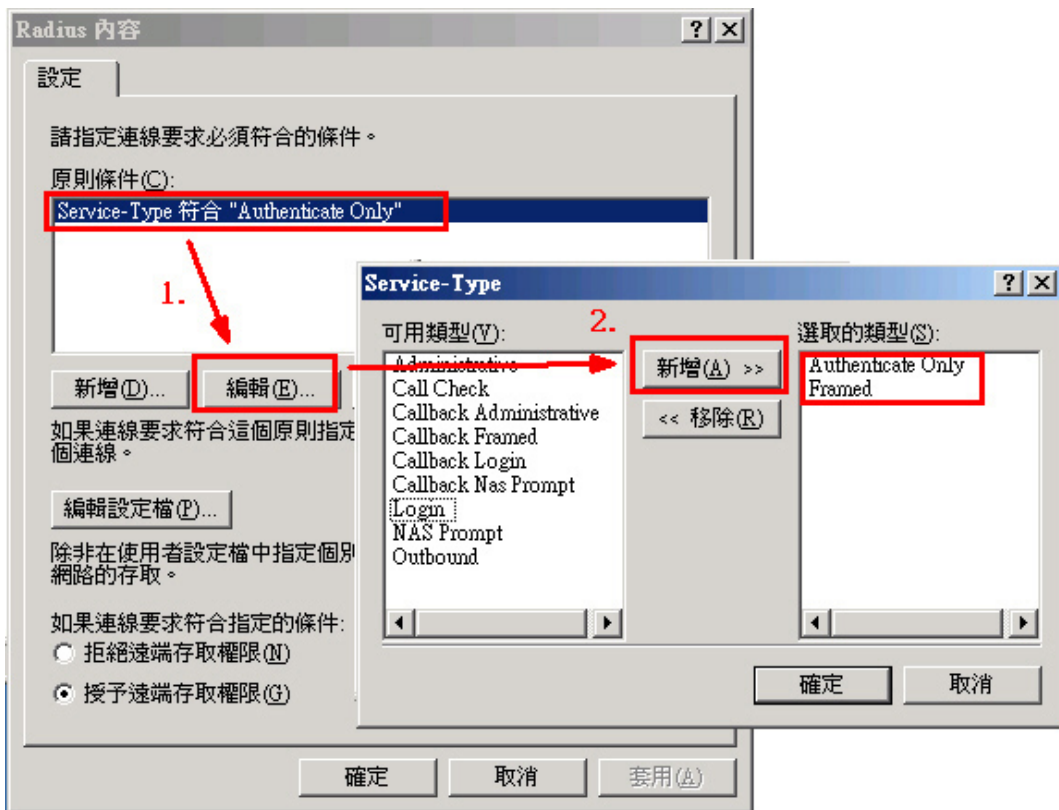 Radius 內容
設定
請指定連線要求必須符合的條件。
原則條件(C):
Service-Type 符合 "Authenticate Only"
1.
新增(D)...
編輯(E)...
如果連線要求符合這個原則指定
個連線。
編輯設定檔(P)...
除非在使用者設定檔中指定個別
網路的存取。
如果連線要求符合指定的條件:
拒絕遠端存取權限(N)
授予遠端存取權限(G)
確定
取消
套用(A)
Service-Type
可用類型(V):
2.
選取的類型(S):
Administrative
Call Check
Callback Administrative
Callback Framed
Callback Login
Callback Nas Prompt
Login
NAS Prompt
Outbound
新增(A) >>
<< 移除(R)
Authenticate Only
Framed
確定
取消